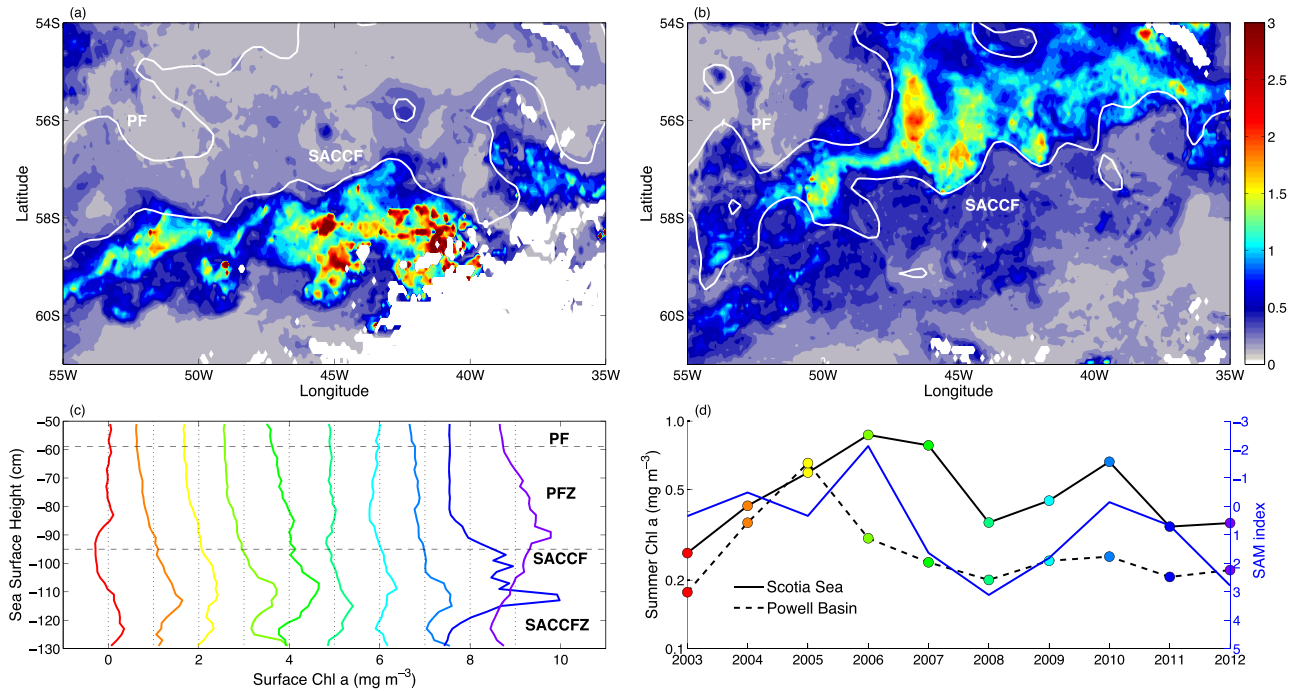 (a)
54S
56S
58S
60S
Latitude
PF
SACCF
55W
50W
45W
40W
35W
Longitude
(b)
54S
56S
58S
60S
Latitude
PF
SACCF
55W
50W
45W
40W
35W
Longitude
3
2.5
2
1.5
1
0.5
0
(c)
−50
−60
−70
−80
−90
−100
−110
−120
−130
Sea Surface Height (cm)
PF
PFZ
SACCF
SACCFZ
0
2
4
6
8
10
Surface Chl a (mg m−3)
(d)
1.0
0.5
0.2
0.1
Summer Chl a (mg m−3)
Scotia Sea
Powell Basin
2003
2004
2005
2006
2007
2008
2009
2010
2011
2012
−3
−2
−1
0
1
2
3
4
5
SAM index